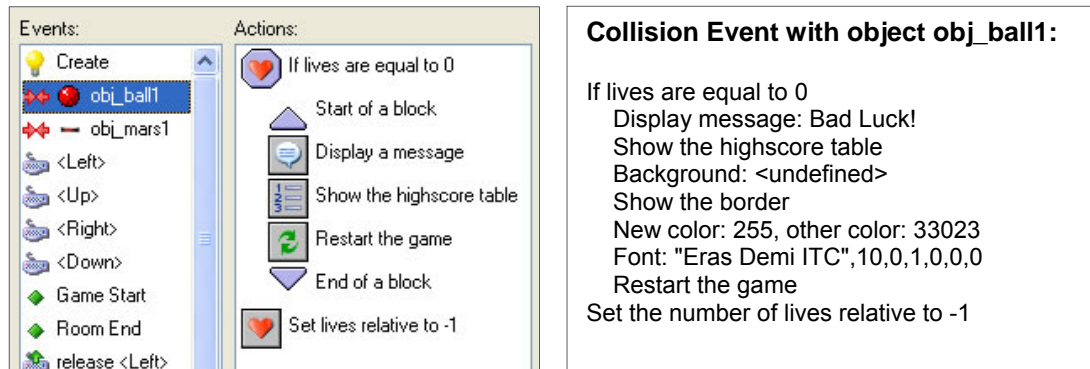 Events:
Create
obj_ball1
obj_mars1
<Left>
<Up>
<Right>
<Down>
Game Start
Room End
release <Left>
Actions:
If lives are equal to 0
Start of a block
Display a message
1
2
3
Show the highscore table
Restart the game
End of a block
Set lives relative to -1
Collision Event with object obj_ball1:
If lives are equal to 0
Display message: Bad Luck!
Show the highscore table
Background: <undefined>
Show the border
New color: 255, other color: 33023
Font: "Eras Demi ITC",10,0,1,0,0,0
Restart the game
Set the number of lives relative to -1